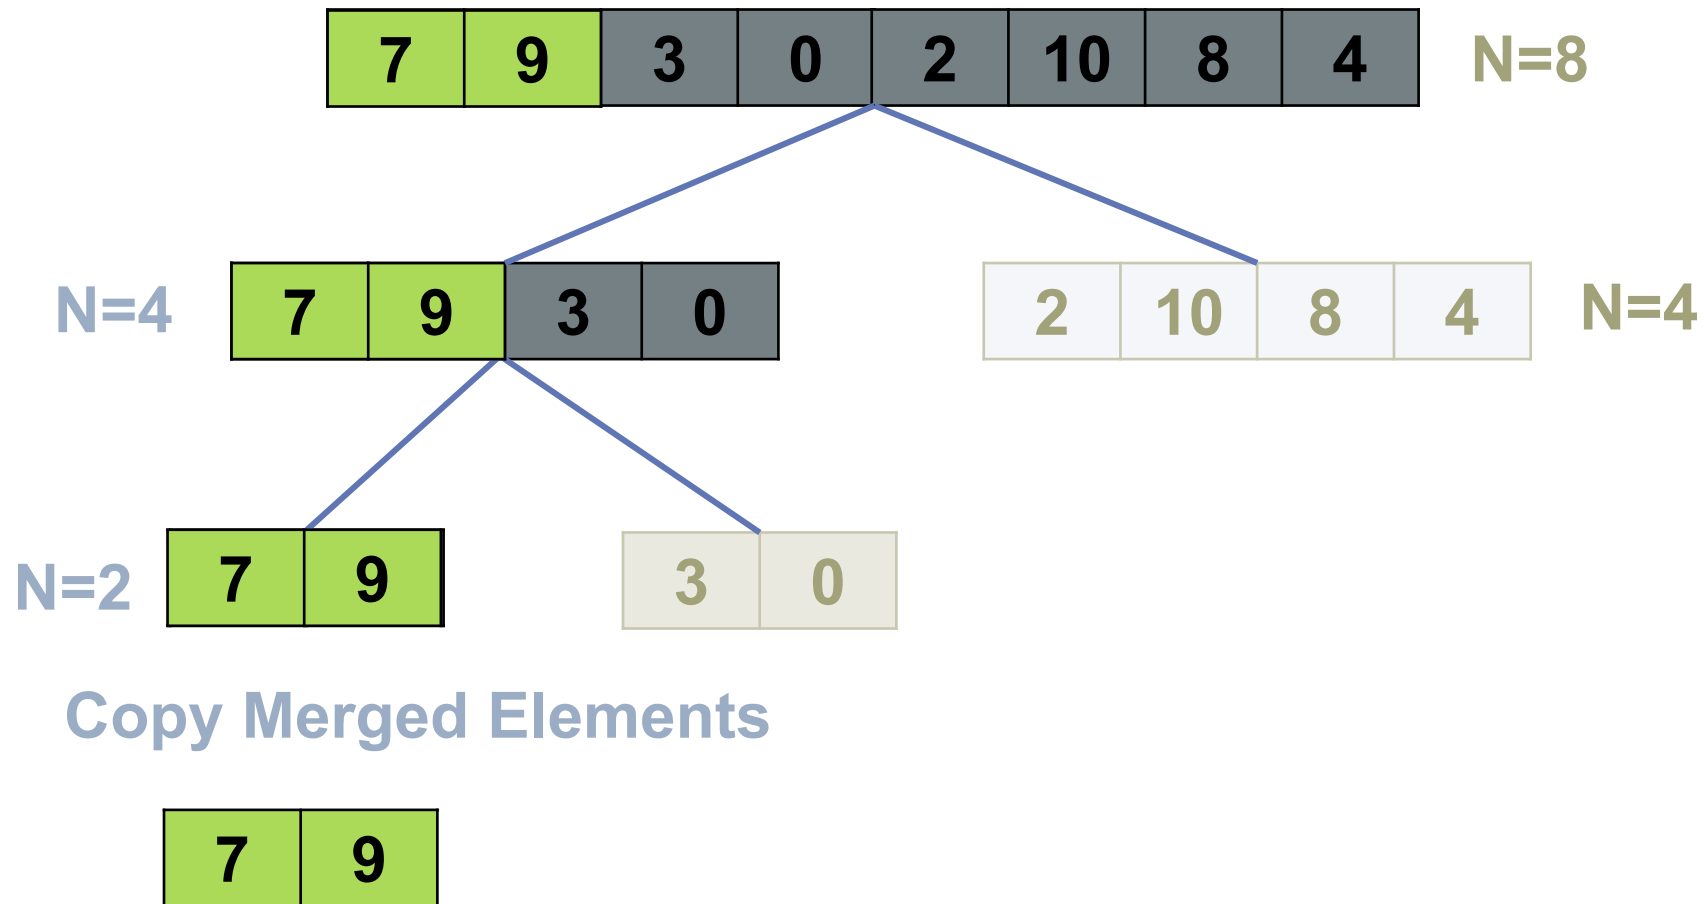 7 9 3 0 2 10 8 4 N=8
N=4 7 9 3 0 2 10 8 4 N=4
N=2 7 9 3 0
Copy Merged Elements
7 9